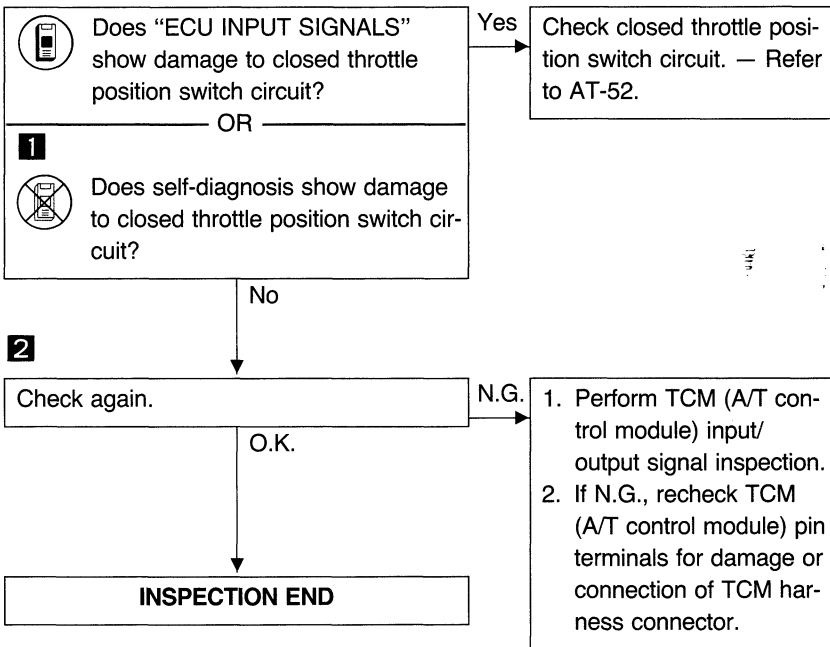 Does “ECU INPUT SIGNALS”
show damage to closed throttle
position switch circuit?
Yes
Check closed throttle posi-
tion switch circuit. — Refer
to AT-52.
OR
1
Does self-diagnosis show damage
to closed throttle position switch cir-
cuit?
No
2
Check again.
N.G.
1. Perform TCM (A/T con-
trol module) input/
output signal inspection.
2. If N.G., recheck TCM
(A/T control module) pin
terminals for damage or
connection of TCM har-
ness connector.
O.K.
INSPECTION END